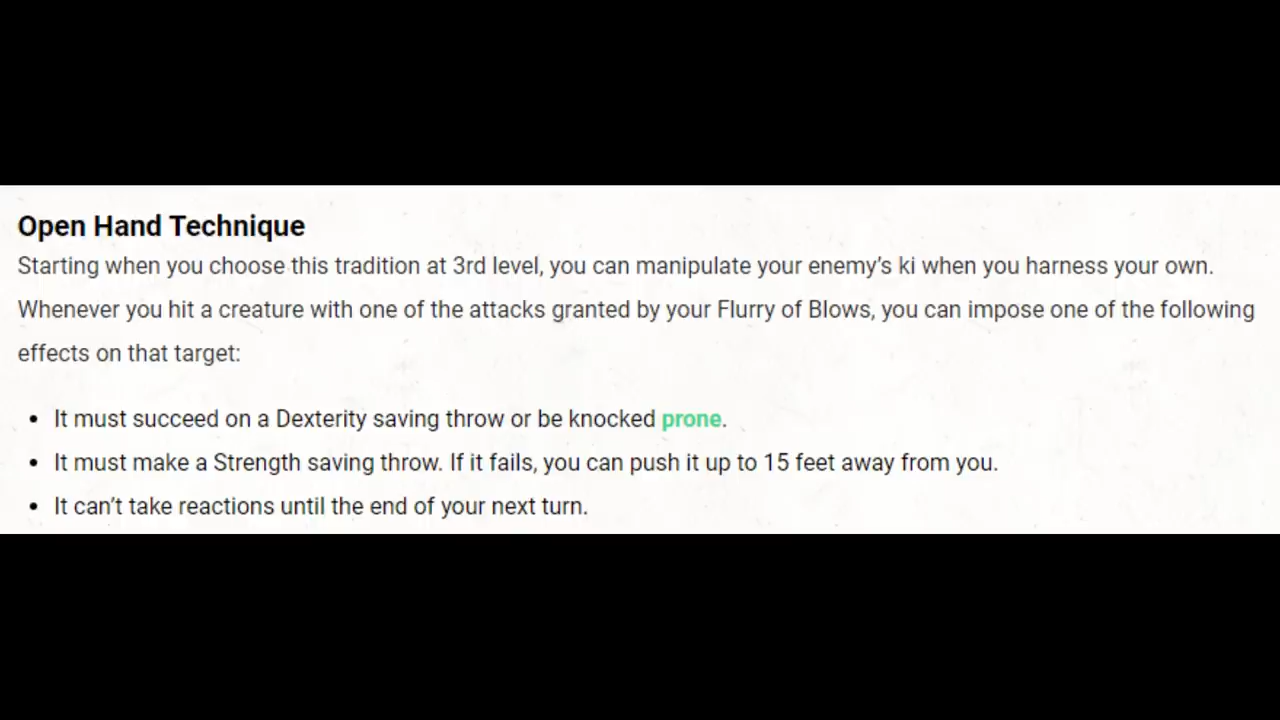 Open Hand Technique
Starting when you choose this tradition at 3rd level, you can manipulate your enemy’s ki when you harness your own.
Whenever you hit a creature with one of the attacks granted by your Flurry of Blows, you can impose one of the following
effects on that target:
• It must succeed on a Dexterity saving throw or be knocked prone.
• It must make a Strength saving throw. If it fails, you can push it up to 15 feet away from you.
• It can’t take reactions until the end of your next turn.